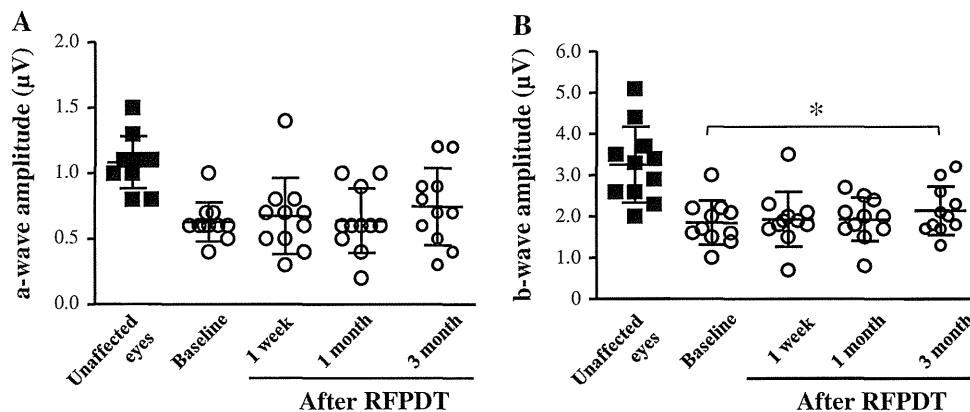 A
a-wave amplitude (µV)
2.0
1.5
1.0
0.5
0.0
Unaffected
eyes
Baseline
1 week
1 month
3 month
After RFPDT
B
b-wave amplitude (µV)
6.0
5.0
4.0
3.0
2.0
1.0
0
*
Unaffected
eyes
Baseline
1 week
1 month
3 month
After RFPDT